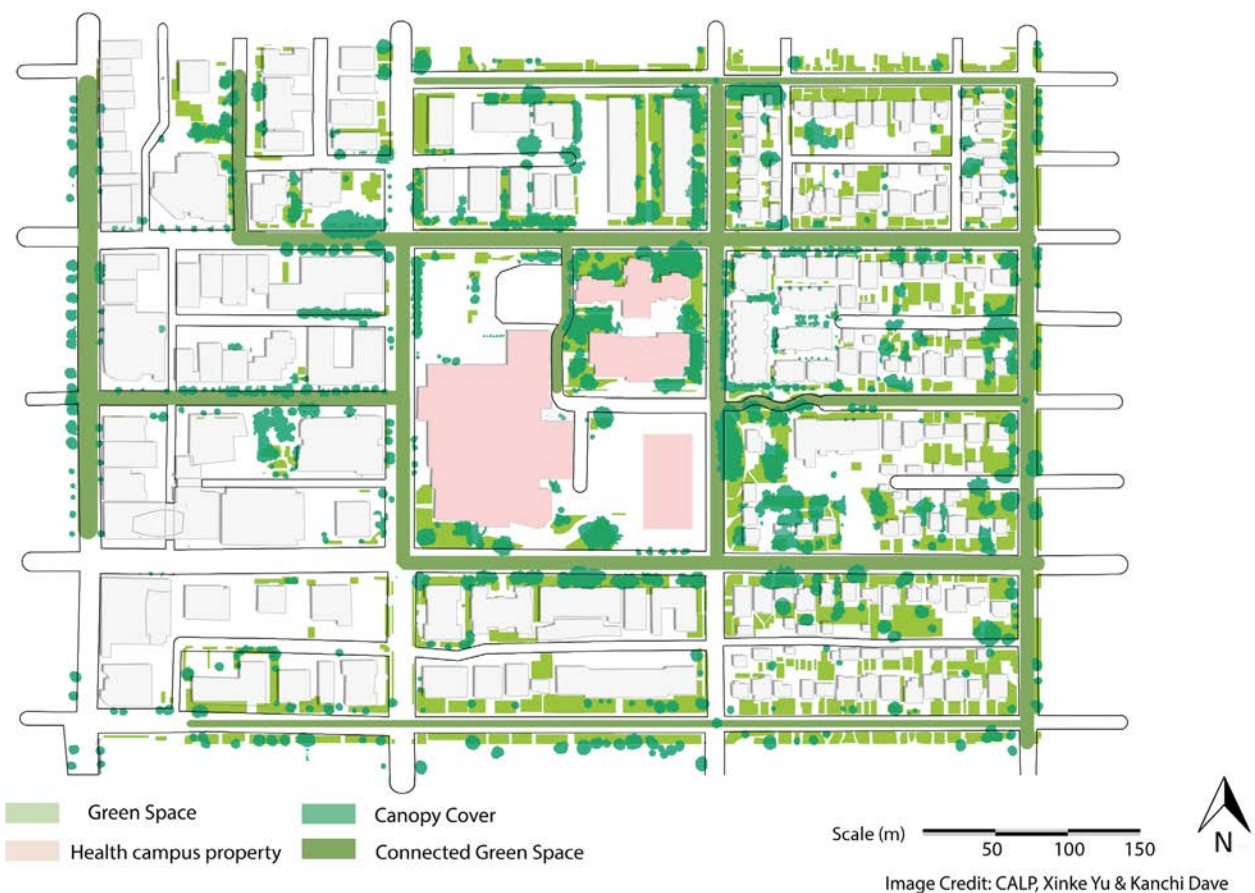 Green Space
Canopy Cover
Health campus property
Connected Green Space
Scale (m)
50
100
150
N
Image Credit: CALP, Xinke Yu & Kanchi Dave